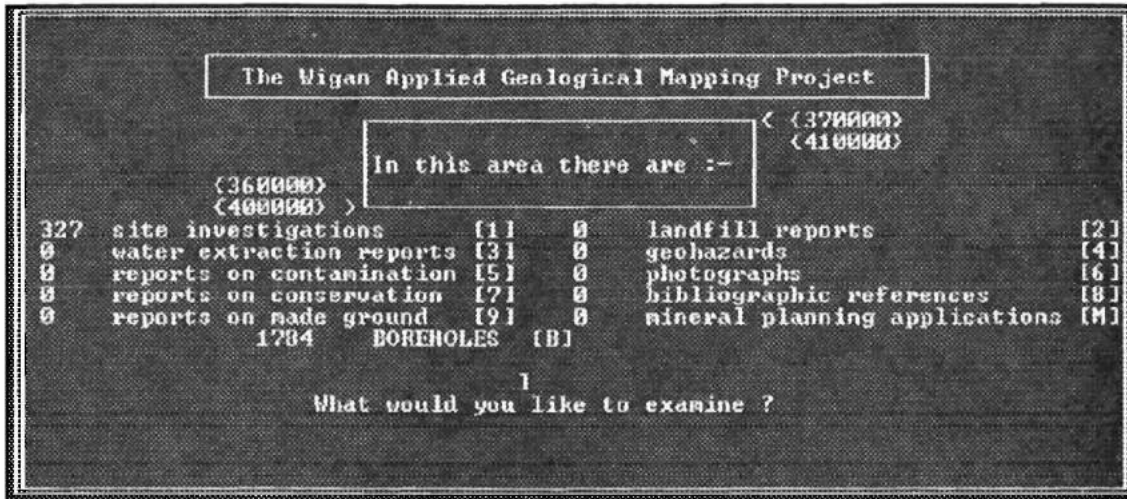 The Wigan Applied Genlogical Mapping Project
< (370000>
(410000)
In this area there are :-
(360000)
(400000) >
327 site investigations [1] 0 landfill reports [2]
0 water extraction reports [3] 0 geohazards [4]
0 reports on contamination [5] 0 photographs [6]
0 reports on conservation [7] 0 bibliographic references [8]
0 reports on made ground [9] 0 mineral planning applications [M]
1784 BOREHOLES [B]
]
What would you like to examine ?